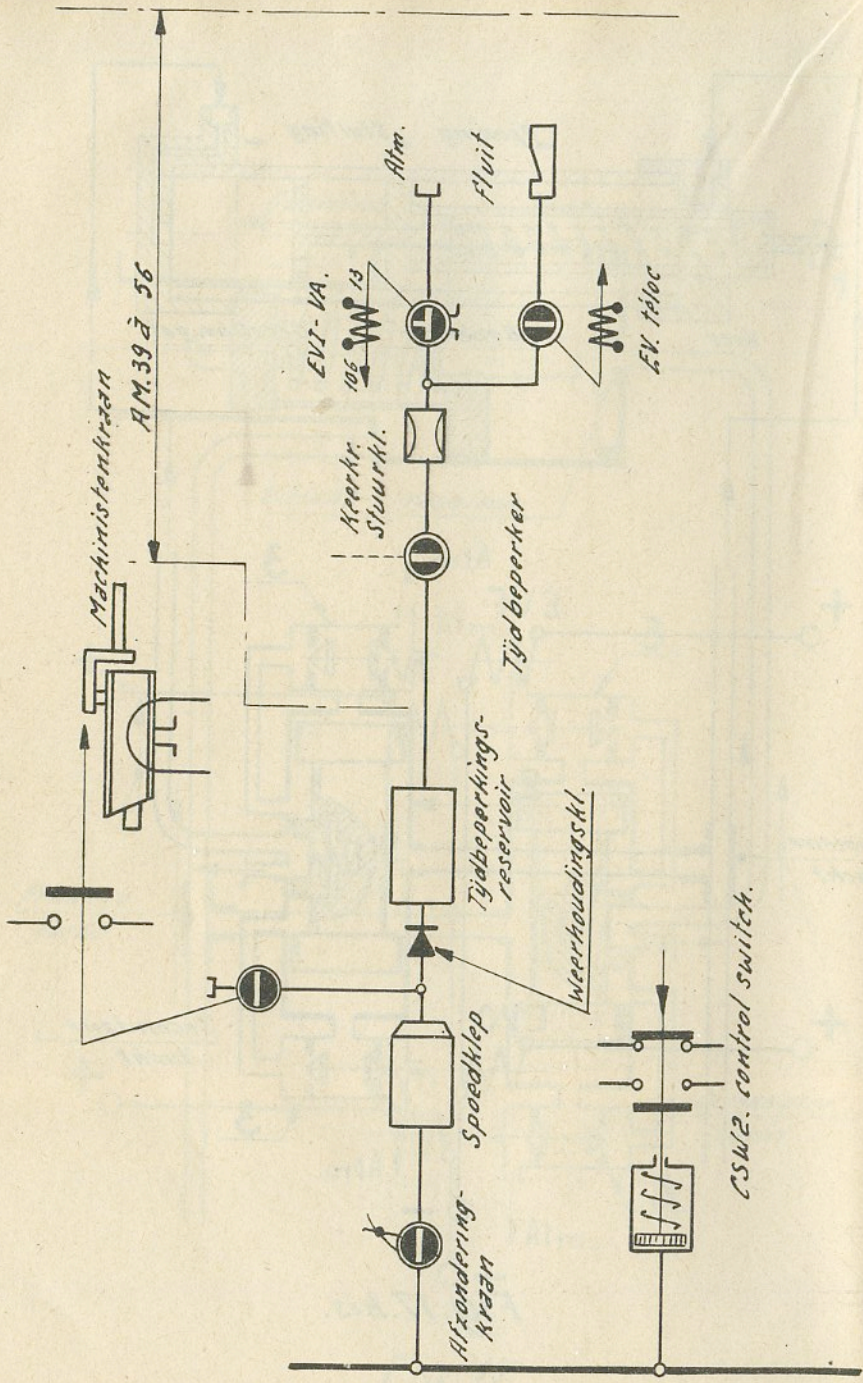 Machinistenkraan
AM.39 à 56
Atm.
Fluit
EVI-VA.
106 13
EV. téloc
Keerkr.
Stuurkl.
Tijdbeperker
Tijdbeperkings-
reservoir
Weerhoudingskl.
Spoedklep
Afzondering-
kraan
CSW2. control switch.